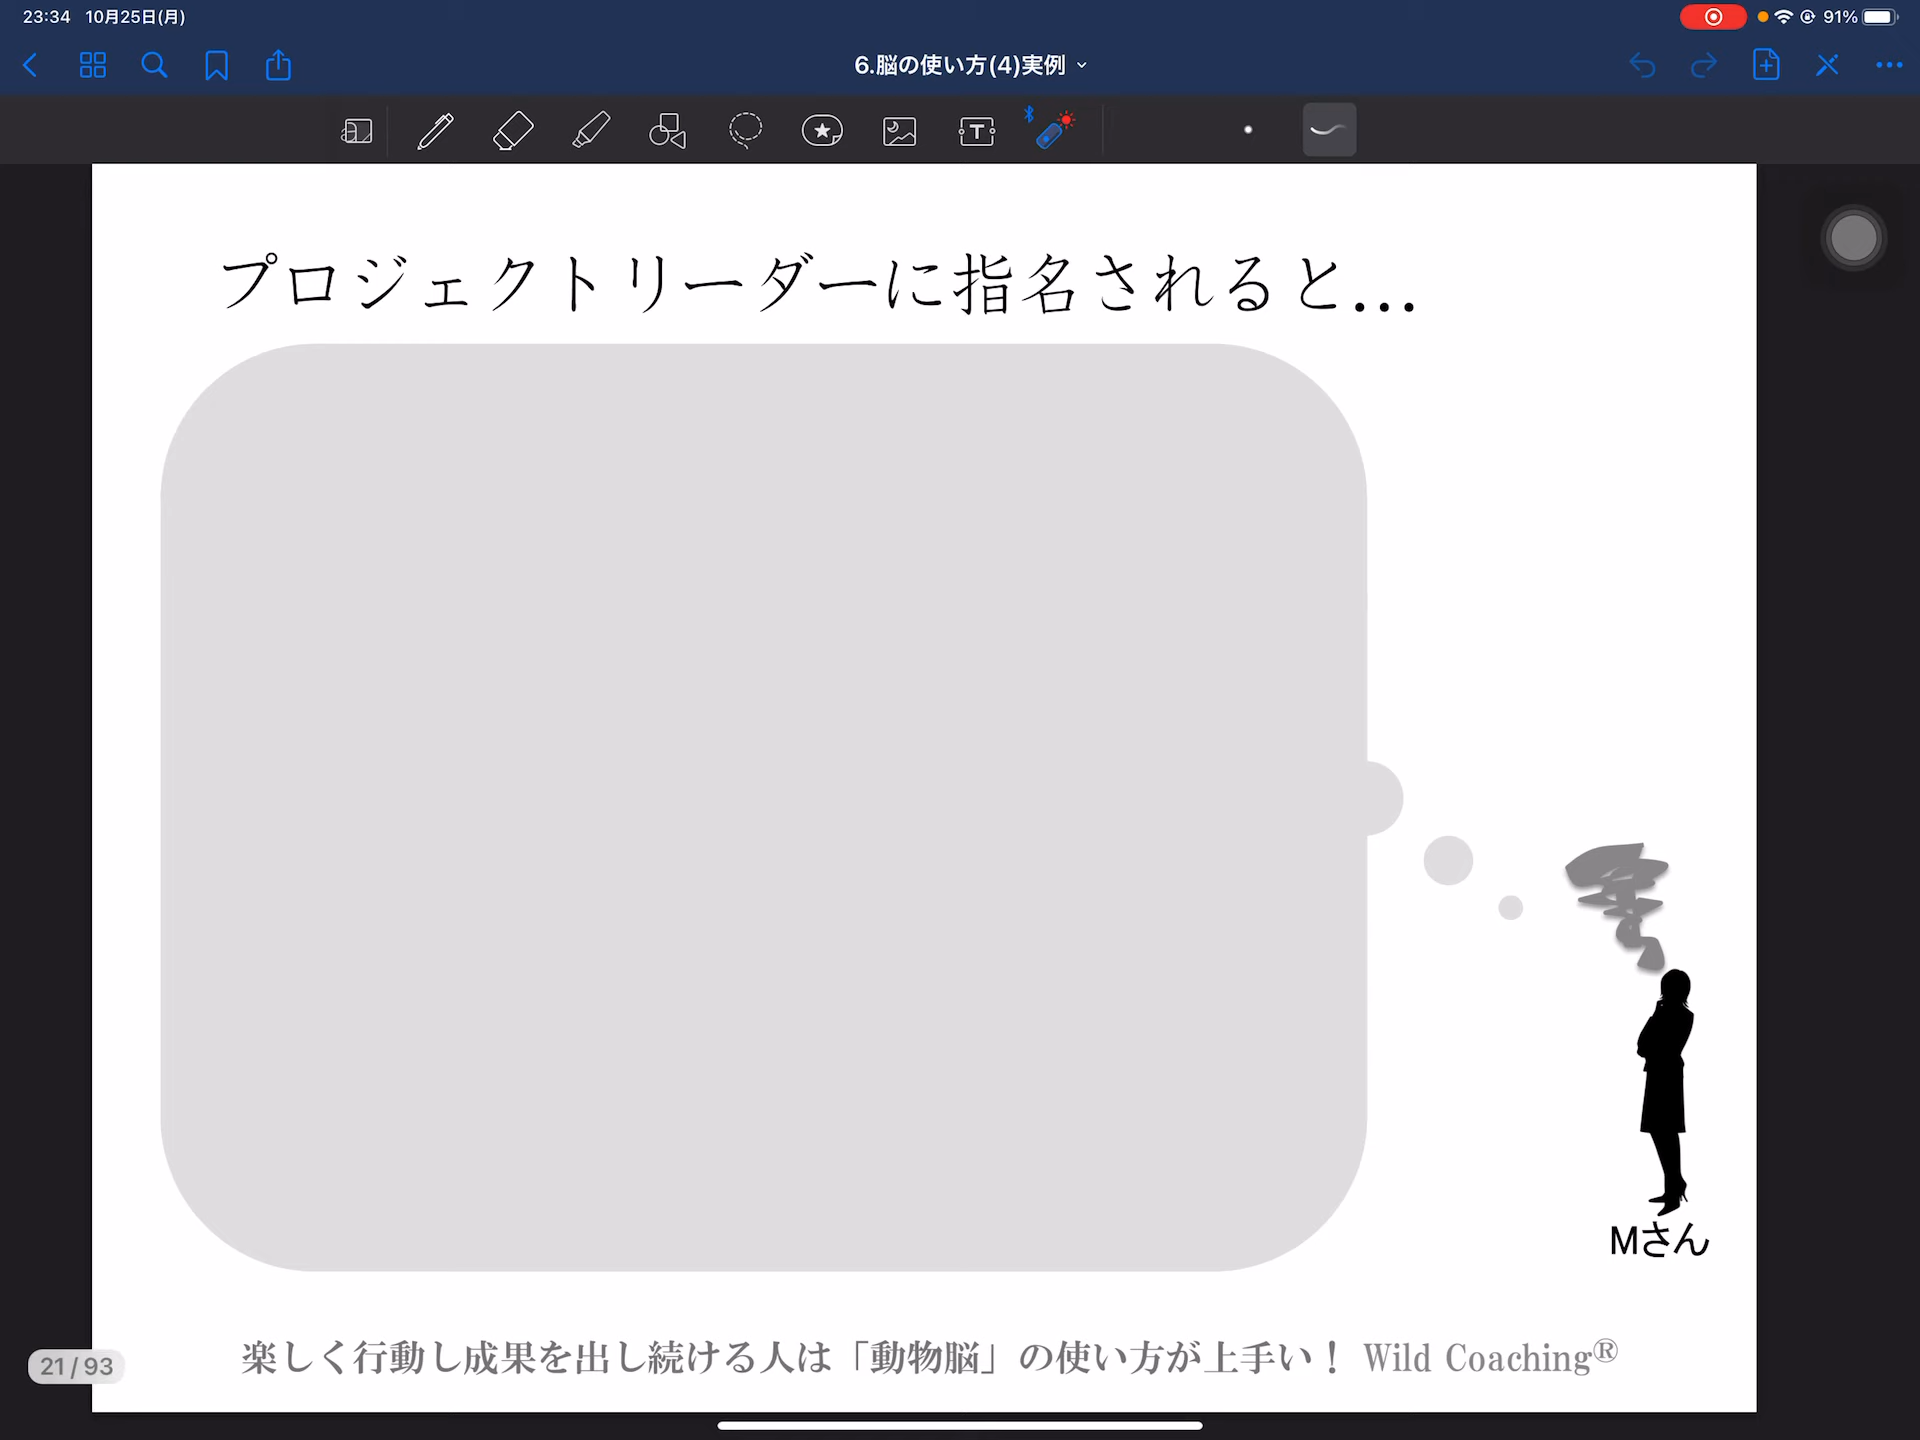 23:34 10月25日(月)
91%
6.脳の使い方(4)実例
プロジェクトリーダーに指名されると...
Mさん
楽しく行動し成果を出し続ける人は「動物脳」の使い方が上手い！ Wild Coaching®
21 / 93